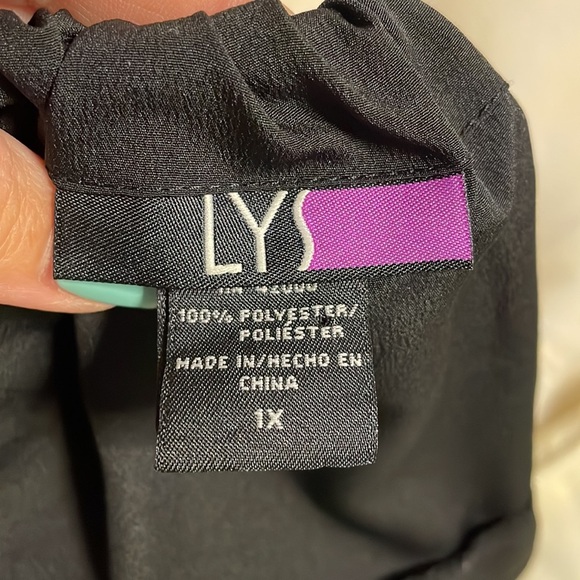 LYS
100% POLYESTER/
POLIÉSTER
MADE IN/HECHO EN
CHINA
1X